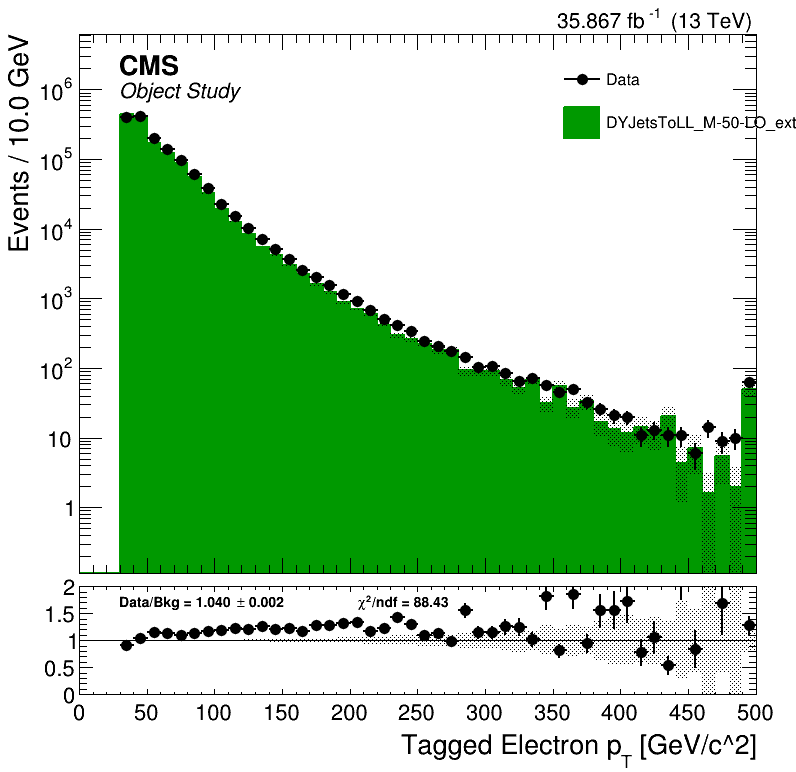 35.867 fb⁻¹ (13 TeV)
Events / 10.0 GeV
CMS
Object Study
Data
DYJetsToLL_M-50-LO_ext
10⁶
10⁵
10⁴
10³
10²
10
1
Data/Bkg = 1.040 ± 0.002
χ²/ndf = 88.43
2
1.5
1
0.5
0
0 50 100 150 200 250 300 350 400 450 500
Tagged Electron p_T [GeV/c^2]